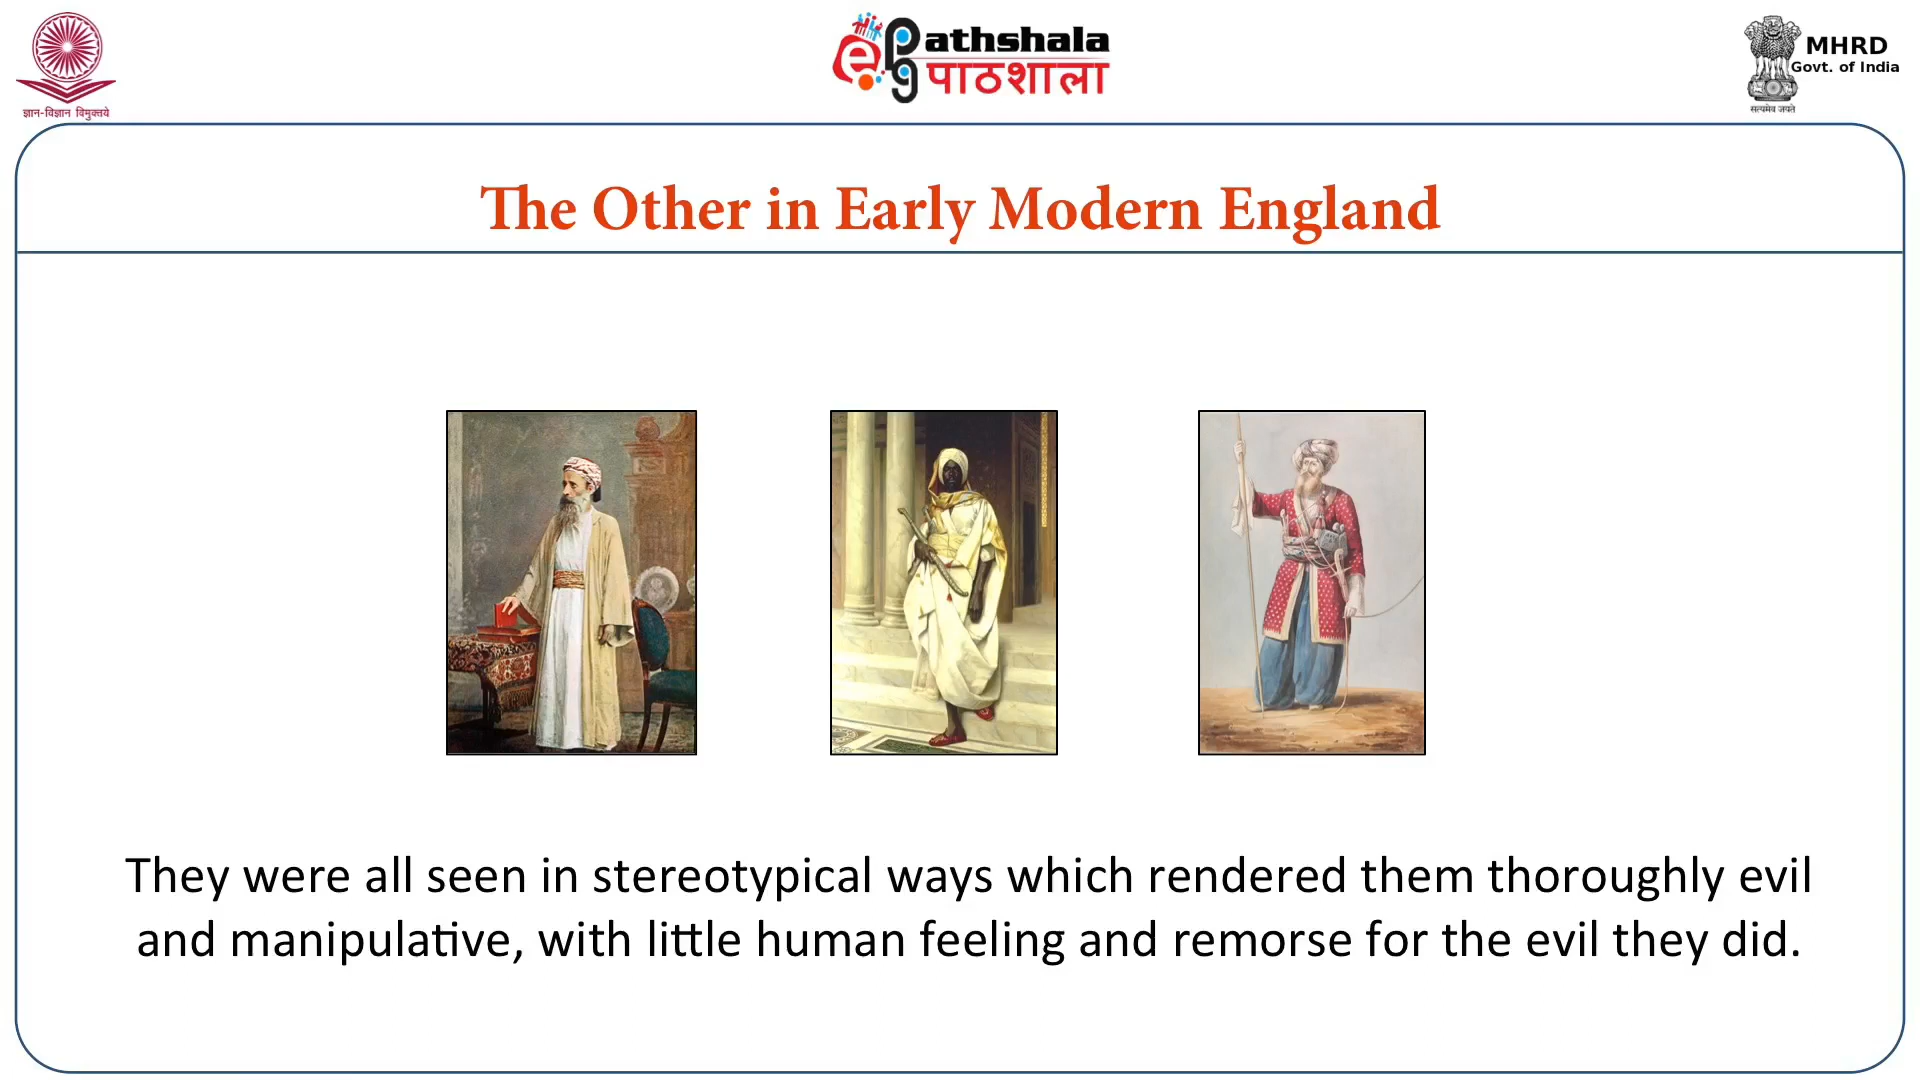 ज्ञान-विज्ञान विमुक्तये
e
PG
athshala
पाठशाला
MHRD
Govt. of India
सत्यमेव जयते
The Other in Early Modern England
They were all seen in stereotypical ways which rendered them thoroughly evil
and manipulative, with little human feeling and remorse for the evil they did.